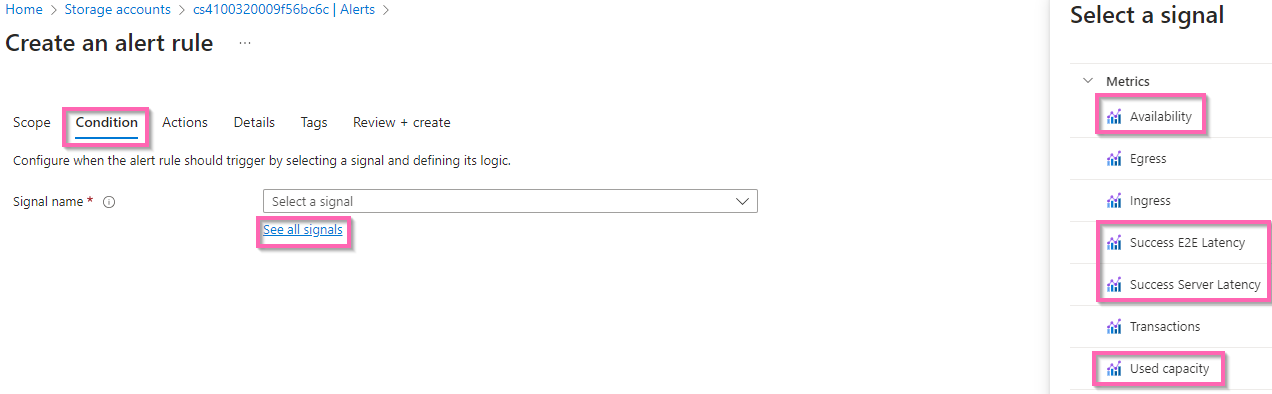 Home > Storage accounts > cs4100320009f56bc6c | Alerts >
Create an alert rule ...
Scope Condition Actions Details Tags Review + create
Configure when the alert rule should trigger by selecting a signal and defining its logic.
Signal name * Select a signal
See all signals
Select a signal
Metrics
Availability
Egress
Ingress
Success E2E Latency
Success Server Latency
Transactions
Used capacity